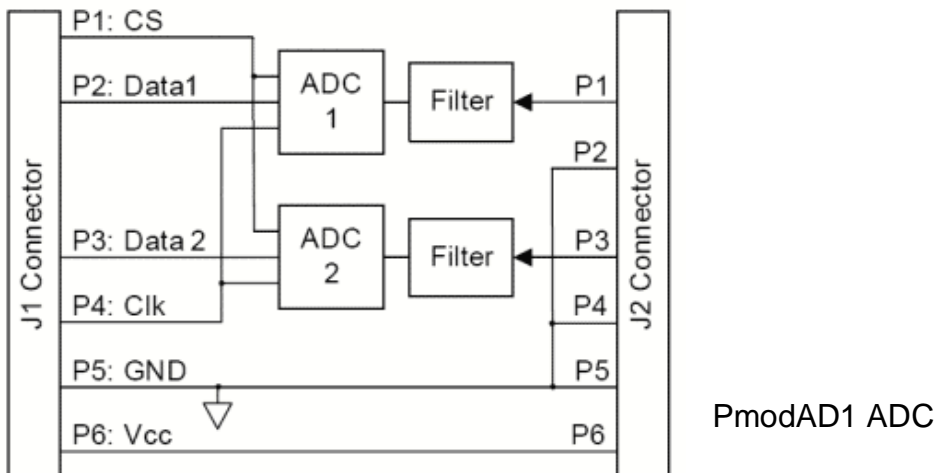 P1: CS
P2: Data1
ADC
1
Filter
P1
P2
J1 Connector
J2 Connector
P3: Data 2
ADC
2
Filter
P3
P4: Clk
P4
P5: GND
P5
P6: Vcc
P6
PmodAD1 ADC